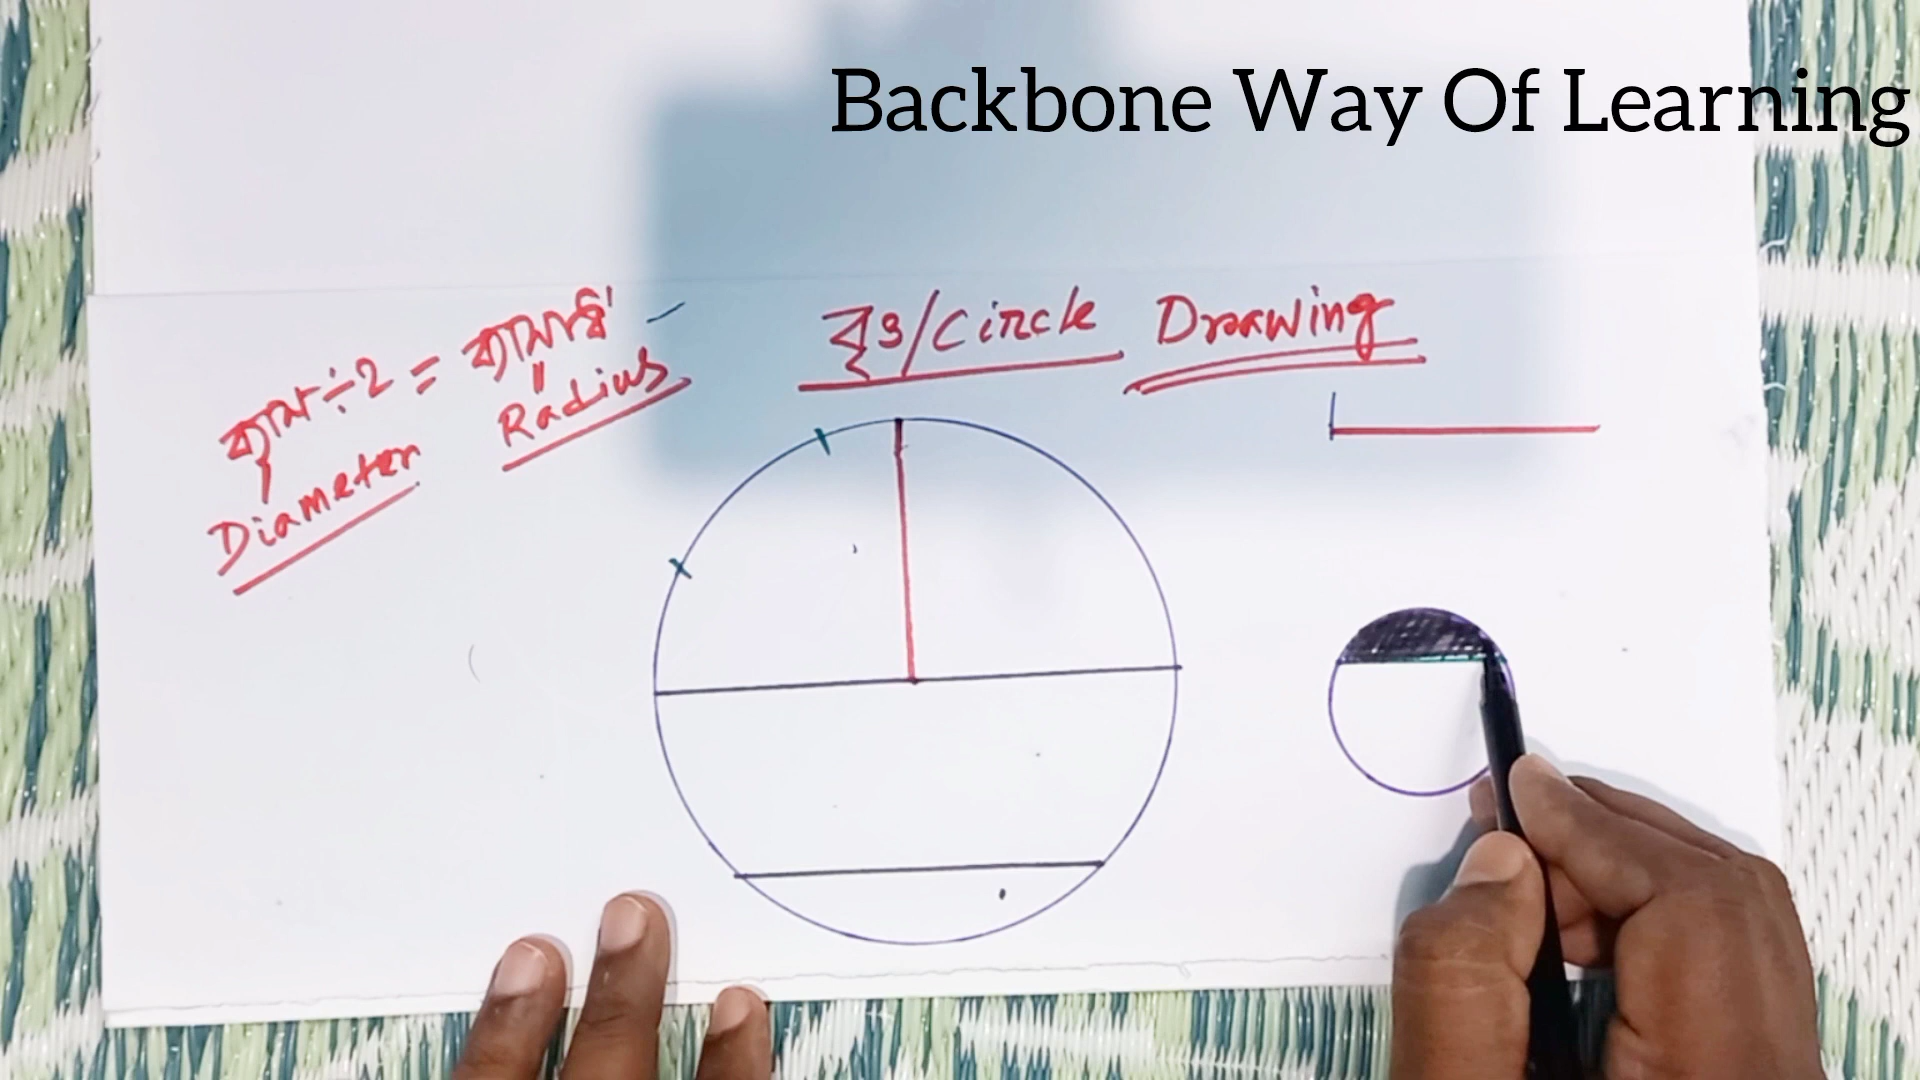 Backbone Way Of Learning
বৃত্ত/Circle Drawing
ব্যাস÷2 = ব্যাসার্ধ
Diameter
Radius